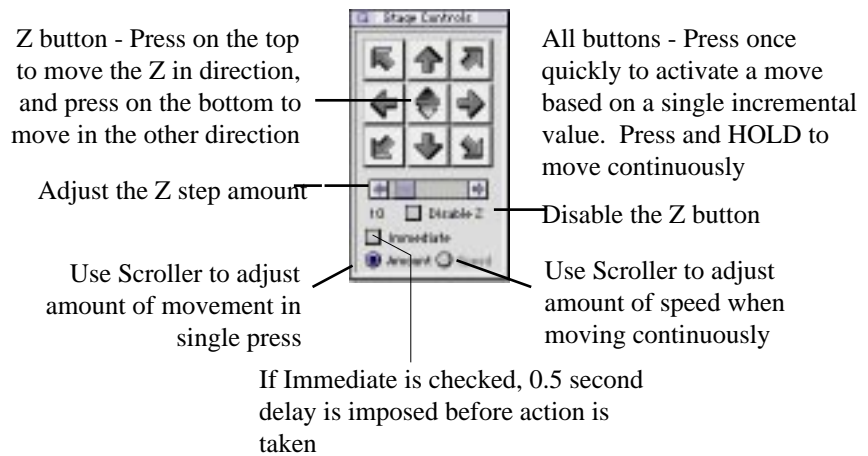 Stage Controls
Z button - Press on the top
to move the Z in direction,
and press on the bottom to
move in the other direction
All buttons - Press once
quickly to activate a move
based on a single incremental
value.  Press and HOLD to
move continuously
Adjust the Z step amount
10
Disable Z
Disable the Z button
Immediate
Amount
Speed
Use Scroller to adjust
amount of movement in
single press
Use Scroller to adjust
amount of speed when
moving continuously
If Immediate is checked, 0.5 second
delay is imposed before action is
taken